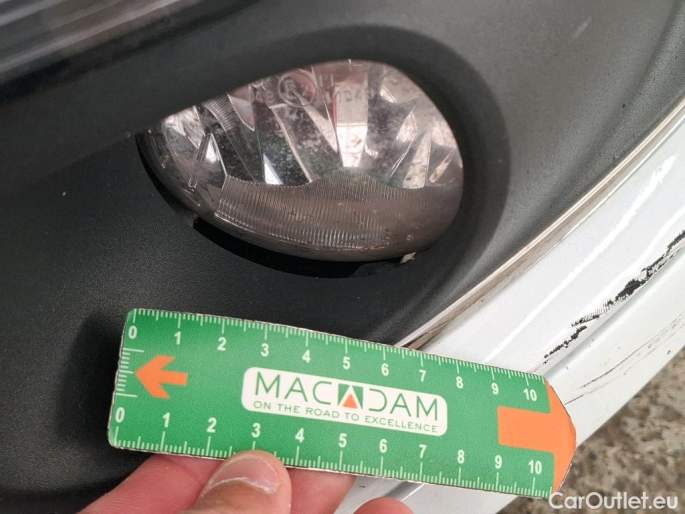 0 1 2 3 4 5 6 7 8 9 10
MACADAM
ON THE ROAD TO EXCELLENCE
0 1 2 3 4 5 6 7 8 9 10
CarOutlet.eu